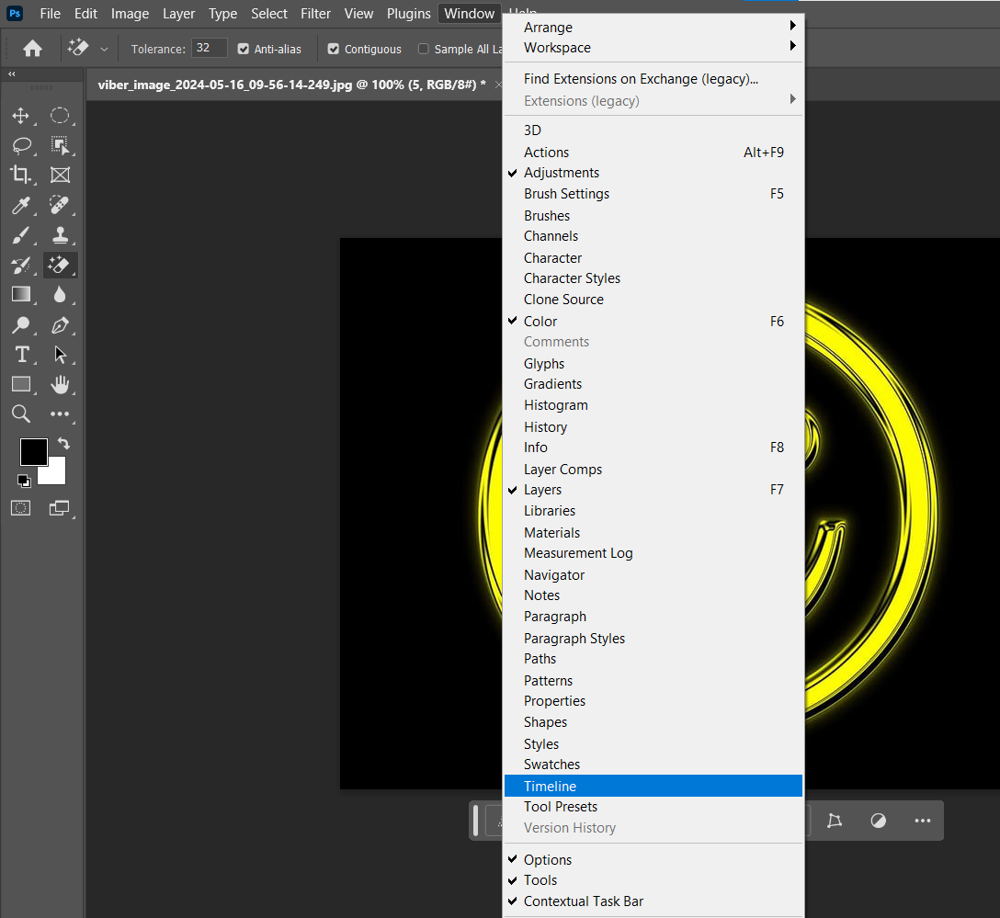 Ps File Edit Image Layer Type Select Filter View Plugins Window Help
Tolerance: 32 Anti-alias Contiguous Sample All La
viber_image_2024-05-16_09-56-14-249.jpg @ 100% (5, RGB/8#) *
Arrange
Workspace
Find Extensions on Exchange (legacy)...
Extensions (legacy)
3D
Actions Alt+F9
Adjustments
Brush Settings F5
Brushes
Channels
Character
Character Styles
Clone Source
Color F6
Comments
Glyphs
Gradients
Histogram
History
Info F8
Layer Comps
Layers F7
Libraries
Materials
Measurement Log
Navigator
Notes
Paragraph
Paragraph Styles
Paths
Patterns
Properties
Shapes
Styles
Swatches
Timeline
Tool Presets
Version History
Options
Tools
Contextual Task Bar